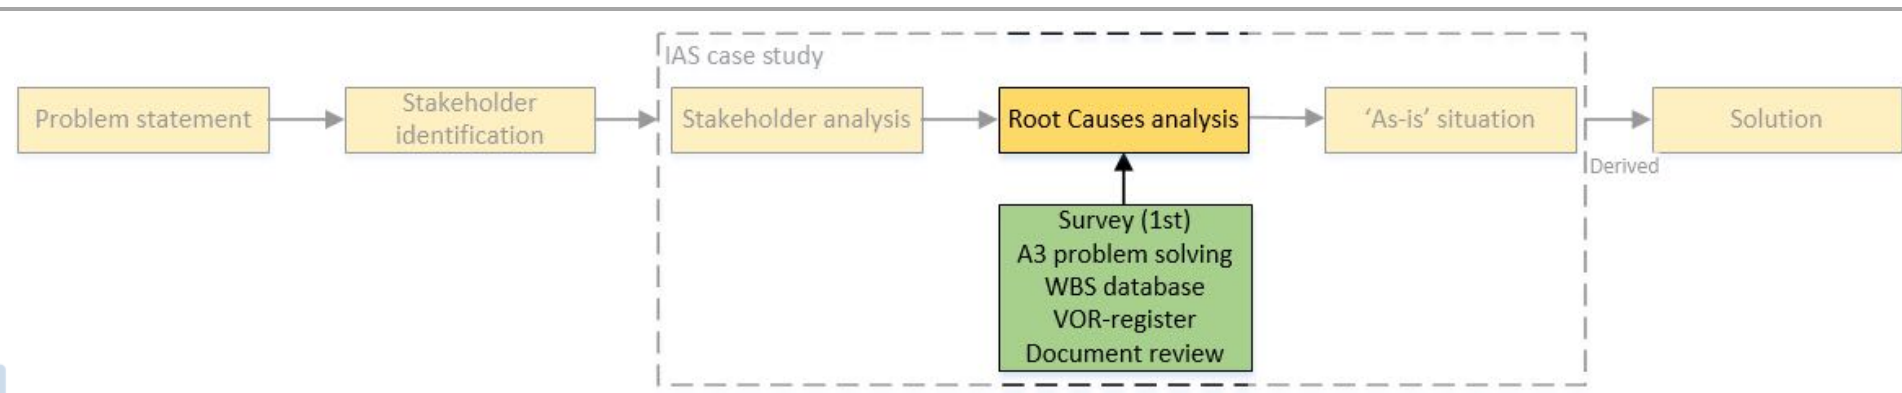 IAS case study
Problem statement
Stakeholder
identification
Stakeholder analysis
Root Causes analysis
‘As-is’ situation
Solution
Derived
Survey (1st)
A3 problem solving
WBS database
VOR-register
Document review